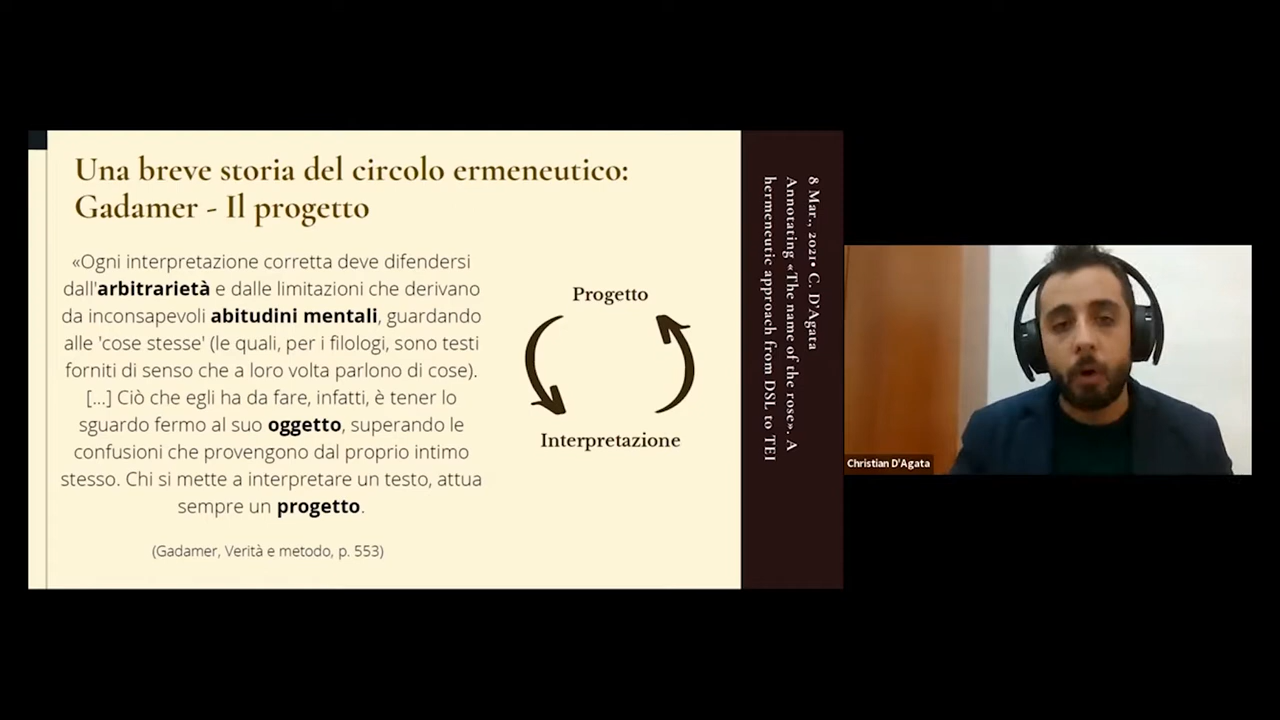 Una breve storia del circolo ermeneutico:
Gadamer - Il progetto
«Ogni interpretazione corretta deve difendersi
dall'arbitrarietà e dalle limitazioni che derivano
da inconsapevoli abitudini mentali, guardando
alle 'cose stesse' (le quali, per i filologi, sono testi
forniti di senso che a loro volta parlono di cose).
[...] Ciò che egli ha da fare, infatti, è tener lo
sguardo fermo al suo oggetto, superando le
confusioni che provengono dal proprio intimo
stesso. Chi si mette a interpretare un testo, attua
sempre un progetto.
(Gadamer, Verità e metodo, p. 553)
Progetto
Interpretazione
8 Mar., 2021• C. D'Agata
Annotating «The name of the rose». A
hermeneutic approach from DSL to TEI
Christian D'Agata